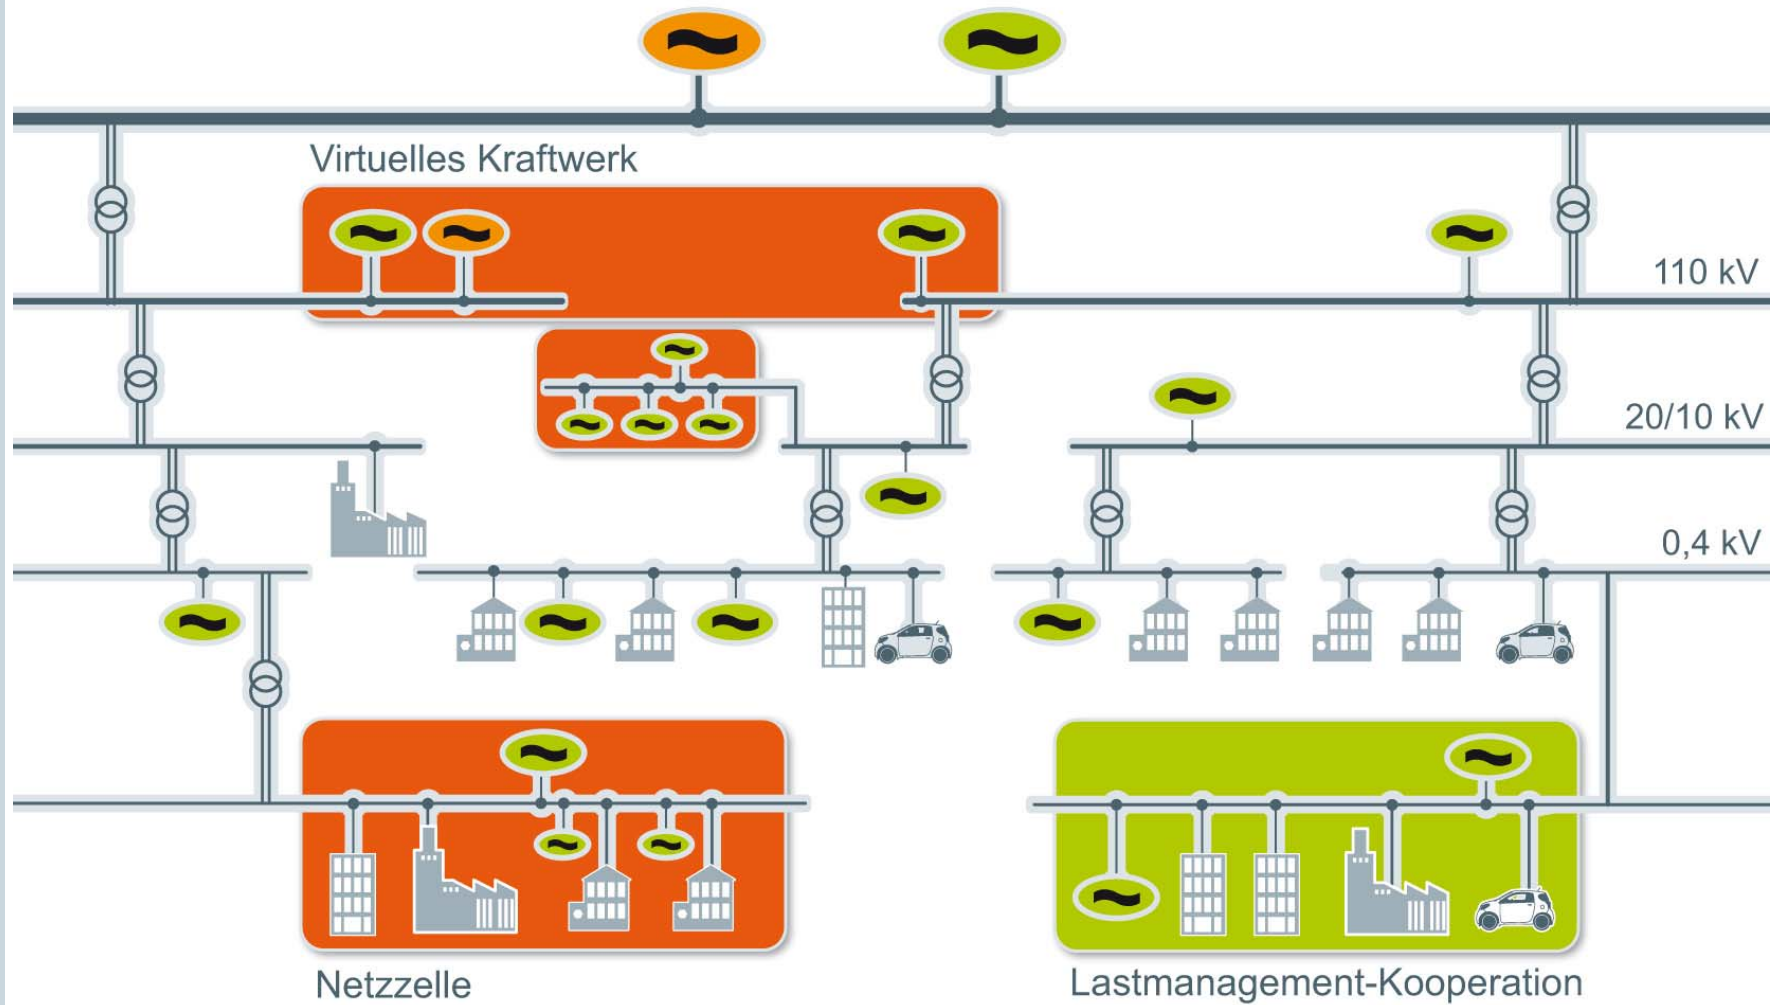 Virtuelles Kraftwerk
110 kV
20/10 kV
0,4 kV
Netzzelle
Lastmanagement-Kooperation